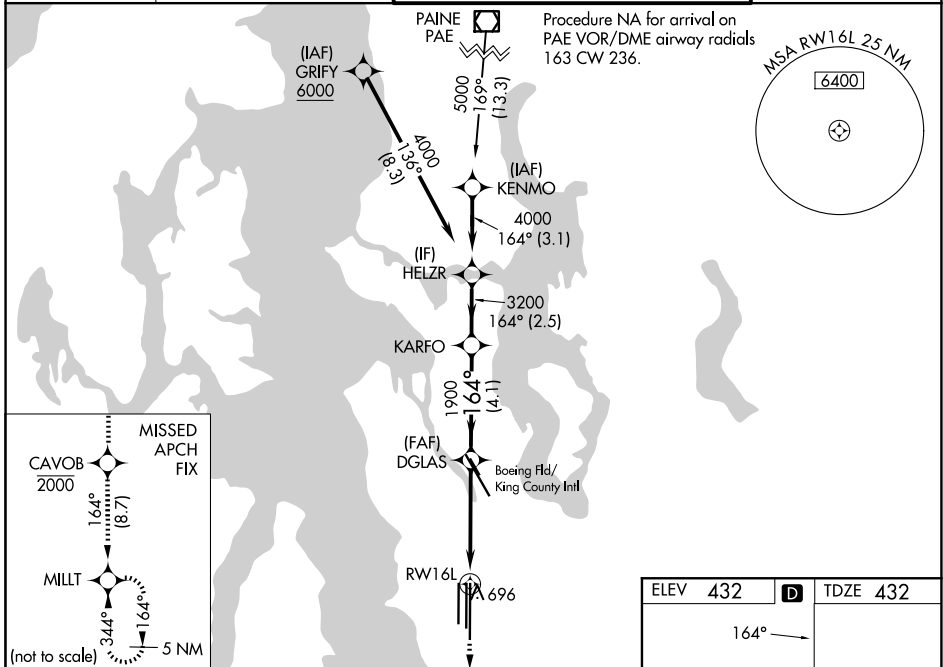 PAINE
PAE
Procedure NA for arrival on
PAE VOR/DME airway radials
163 CW 236.
MSA RW16L 25 NM
6400
(IAF)
GRIFY
6000
5000
169°
(13.3)
4000
136°
(8.3)
(IAF)
KENMO
4000
164° (3.1)
(IF)
HELZR
3200
164° (2.5)
KARFO
1900
164°
(4.1)
(FAF)
DGLAS
Boeing Fld/
King County Intl
MISSED
APCH
FIX
CAVOB
2000
164°
(8.7)
MILLT
344°
164°
5 NM
(not to scale)
RW16L
696
ELEV 432 D TDZE 432
164°